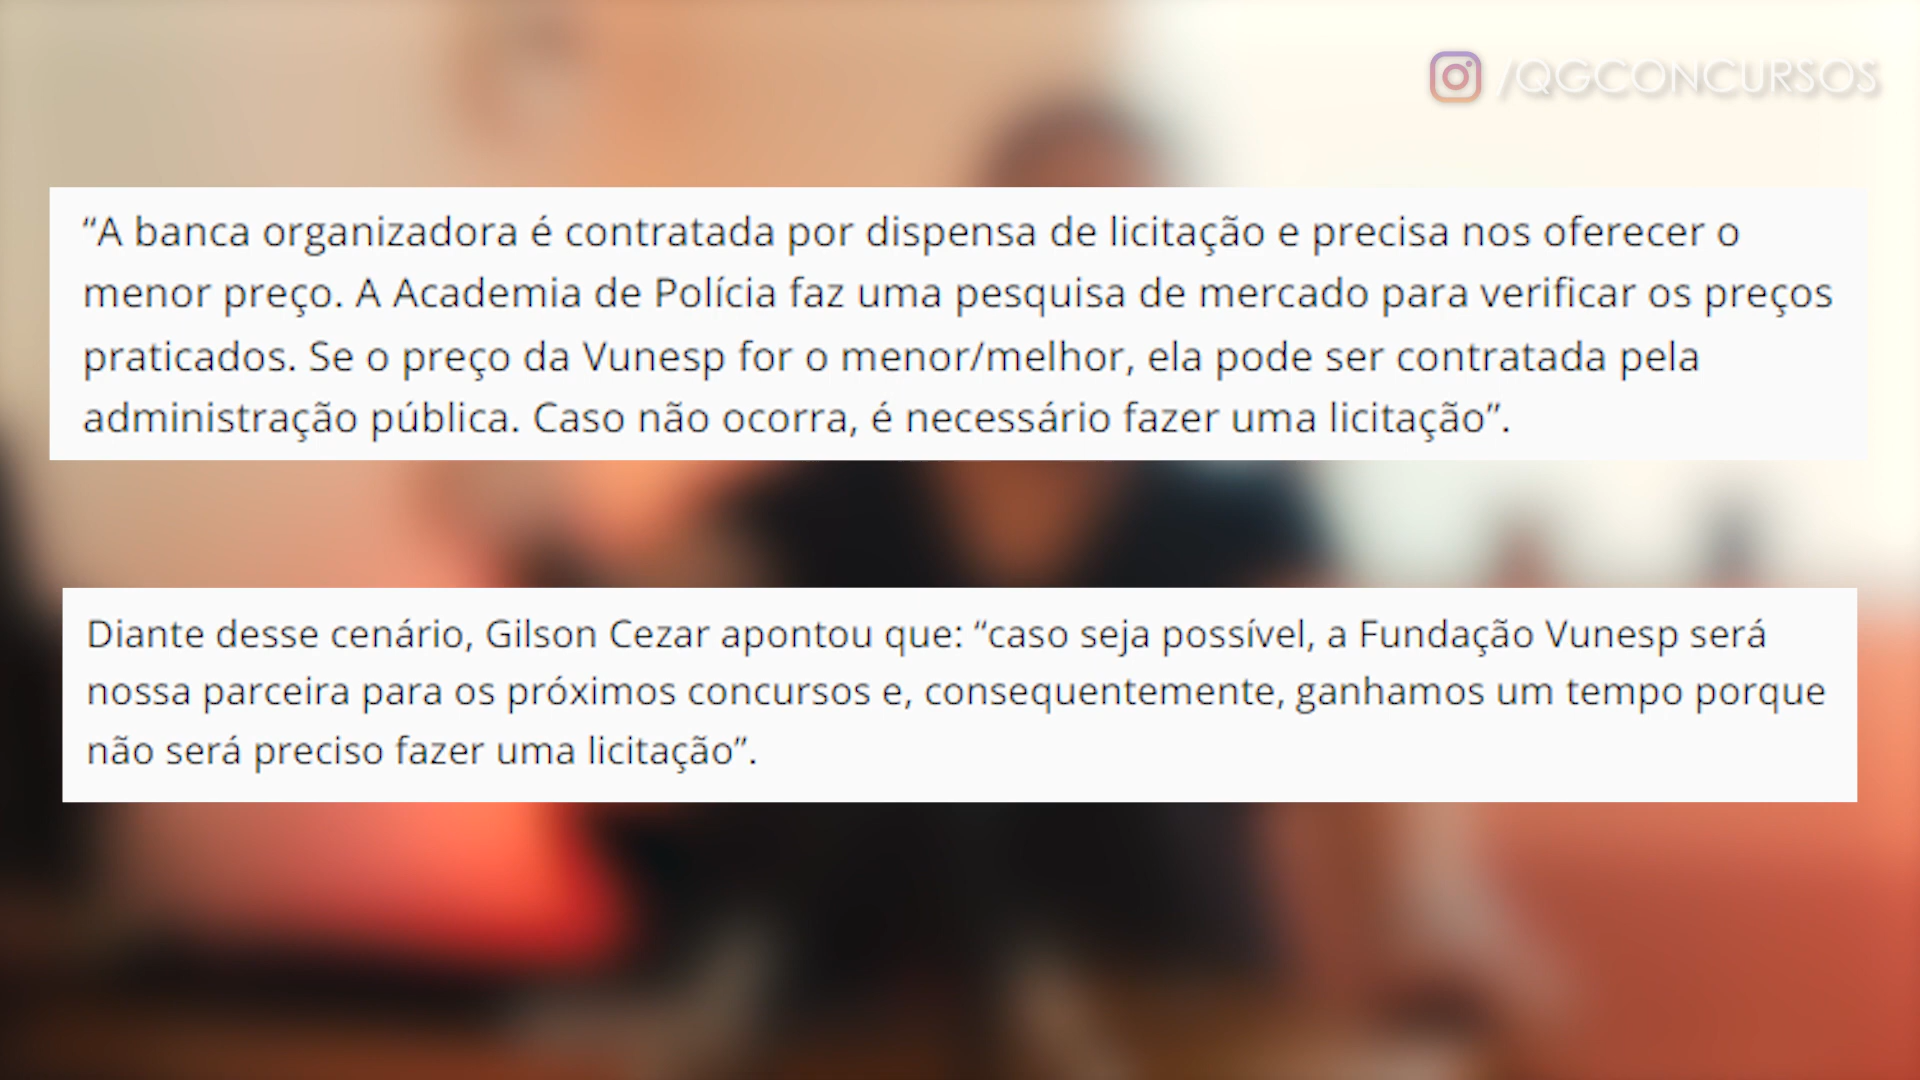 /QGCONCURSOS
“A banca organizadora é contratada por dispensa de licitação e precisa nos oferecer o
menor preço. A Academia de Polícia faz uma pesquisa de mercado para verificar os preços
praticados. Se o preço da Vunesp for o menor/melhor, ela pode ser contratada pela
administração pública. Caso não ocorra, é necessário fazer uma licitação”.
Diante desse cenário, Gilson Cezar apontou que: “caso seja possível, a Fundação Vunesp será
nossa parceira para os próximos concursos e, consequentemente, ganhamos um tempo porque
não será preciso fazer uma licitação”.